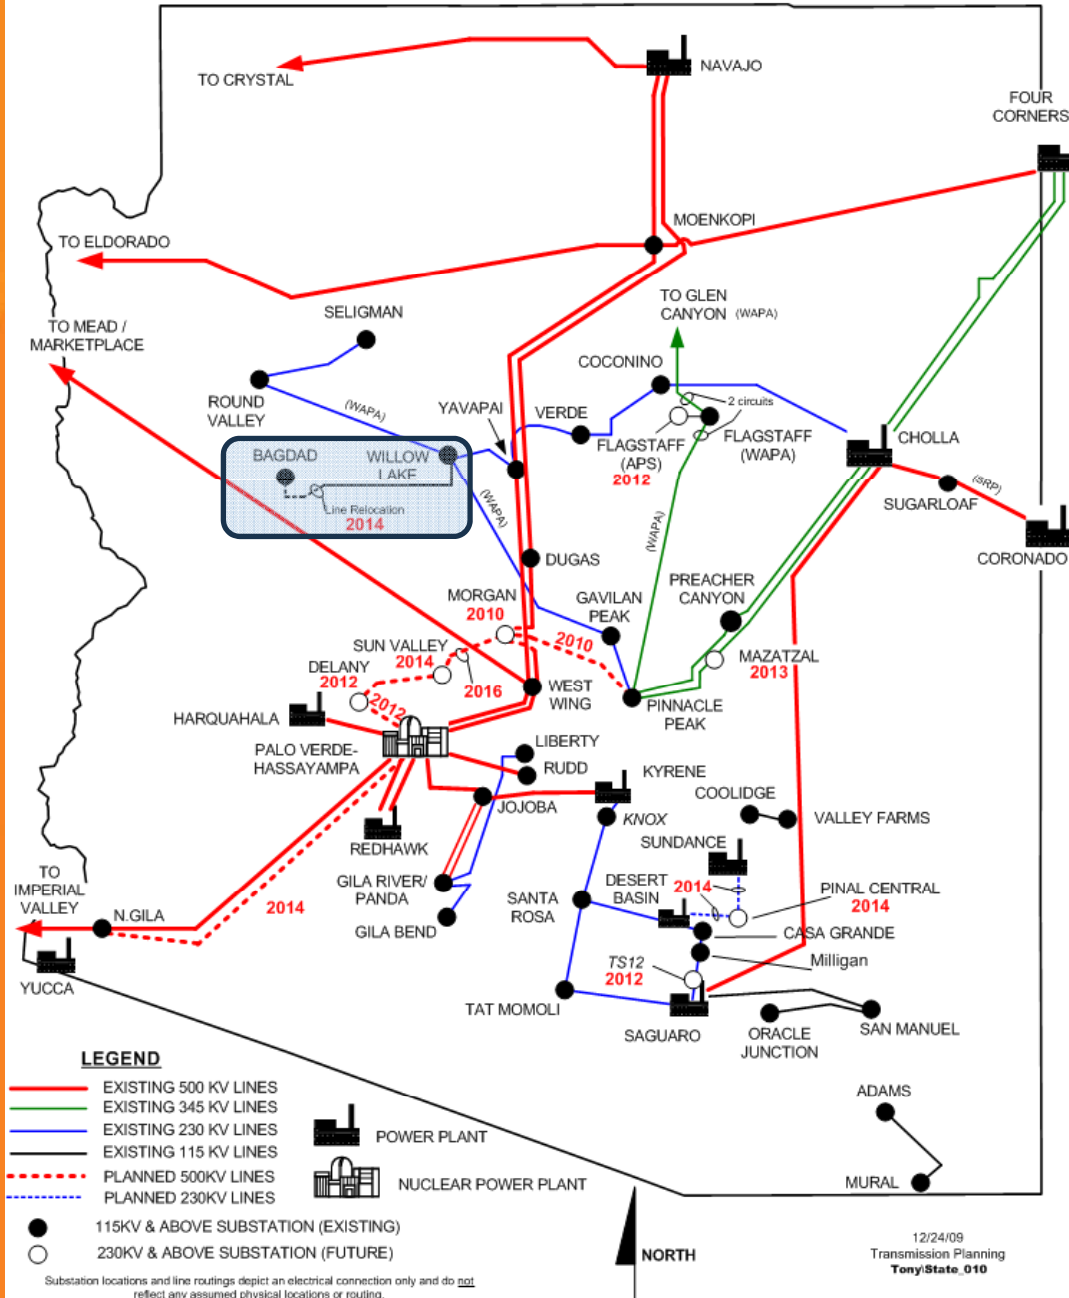 NAVAJO
TO CRYSTAL
FOUR
CORNERS
MOENKOPI
TO ELDORADO
TO GLEN
CANYON (WAPA)
SELIGMAN
TO MEAD /
MARKETPLACE
COCONINO
2 circuits
ROUND
VALLEY
(WAPA)
YAVAPAI
VERDE
FLAGSTAFF
(APS)
2012
FLAGSTAFF
(WAPA)
CHOLLA
BAGDAD
WILLOW
LAKE
Line Relocation
2014
(WAPA)
(WAPA)
(SRP)
SUGARLOAF
CORONADO
DUGAS
MORGAN
2010
GAVILAN
PEAK
PREACHER
CANYON
2010
SUN VALLEY
2014
2016
DELANY
2012
2012
MAZATZAL
2013
WEST
WING
PINNACLE
PEAK
HARQUAHALA
PALO VERDE-
HASSAYAMPA
LIBERTY
RUDD
KYRENE
JOJOBA
KNOX
COOLIDGE
VALLEY FARMS
REDHAWK
SUNDANCE
TO
IMPERIAL
VALLEY
GILA RIVER/
PANDA
2014
SANTA
ROSA
DESERT
BASIN
2014
PINAL CENTRAL
2014
N.GILA
GILA BEND
CASA GRANDE
Milligan
TS12
2012
YUCCA
TAT MOMOLI
SAGUARO
ORACLE
JUNCTION
SAN MANUEL
LEGEND
EXISTING 500 KV LINES
EXISTING 345 KV LINES
EXISTING 230 KV LINES
EXISTING 115 KV LINES
PLANNED 500KV LINES
PLANNED 230KV LINES
POWER PLANT
NUCLEAR POWER PLANT
115KV & ABOVE SUBSTATION (EXISTING)
230KV & ABOVE SUBSTATION (FUTURE)
ADAMS
MURAL
NORTH
12/24/09
Transmission Planning
Tony\State_010
Substation locations and line routings depict an electrical connection only and do not
reflect any assumed physical locations or routing.